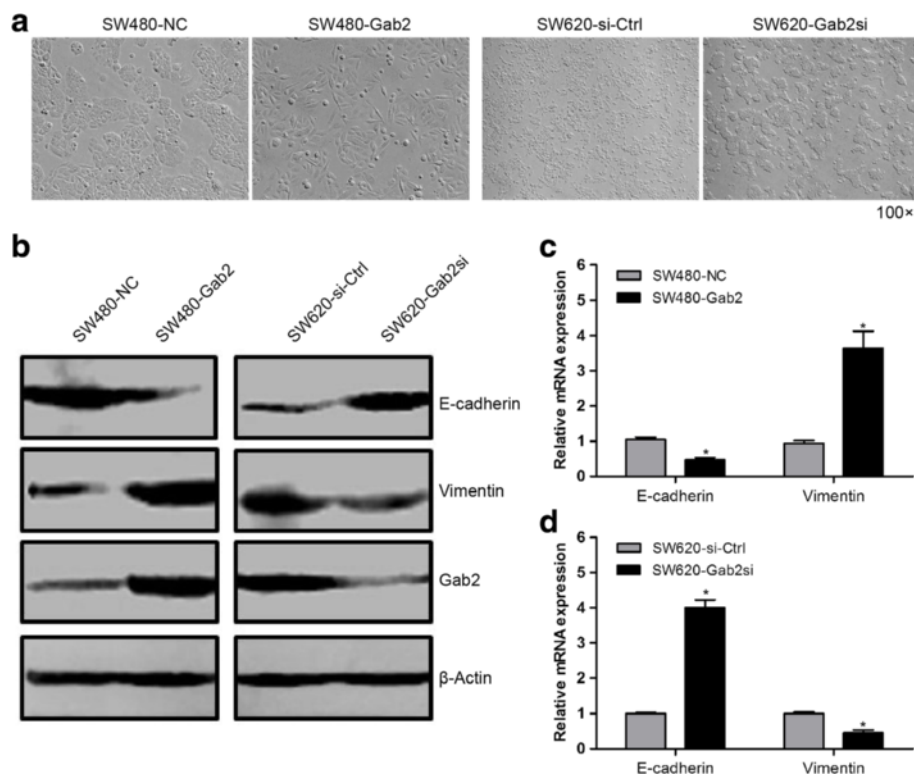 a
SW480-NC SW480-Gab2 SW620-si-Ctrl SW620-Gab2si
100×
b
SW480-NC SW480-Gab2 SW620-si-Ctrl SW620-Gab2si
E-cadherin
Vimentin
Gab2
β-Actin
c
SW480-NC
SW480-Gab2
Relative mRNA expression
6
5
4
3
2
1
0
*
*
E-cadherin Vimentin
d
SW620-si-Ctrl
SW620-Gab2si
Relative mRNA expression
6
5
4
3
2
1
0
*
*
E-cadherin Vimentin